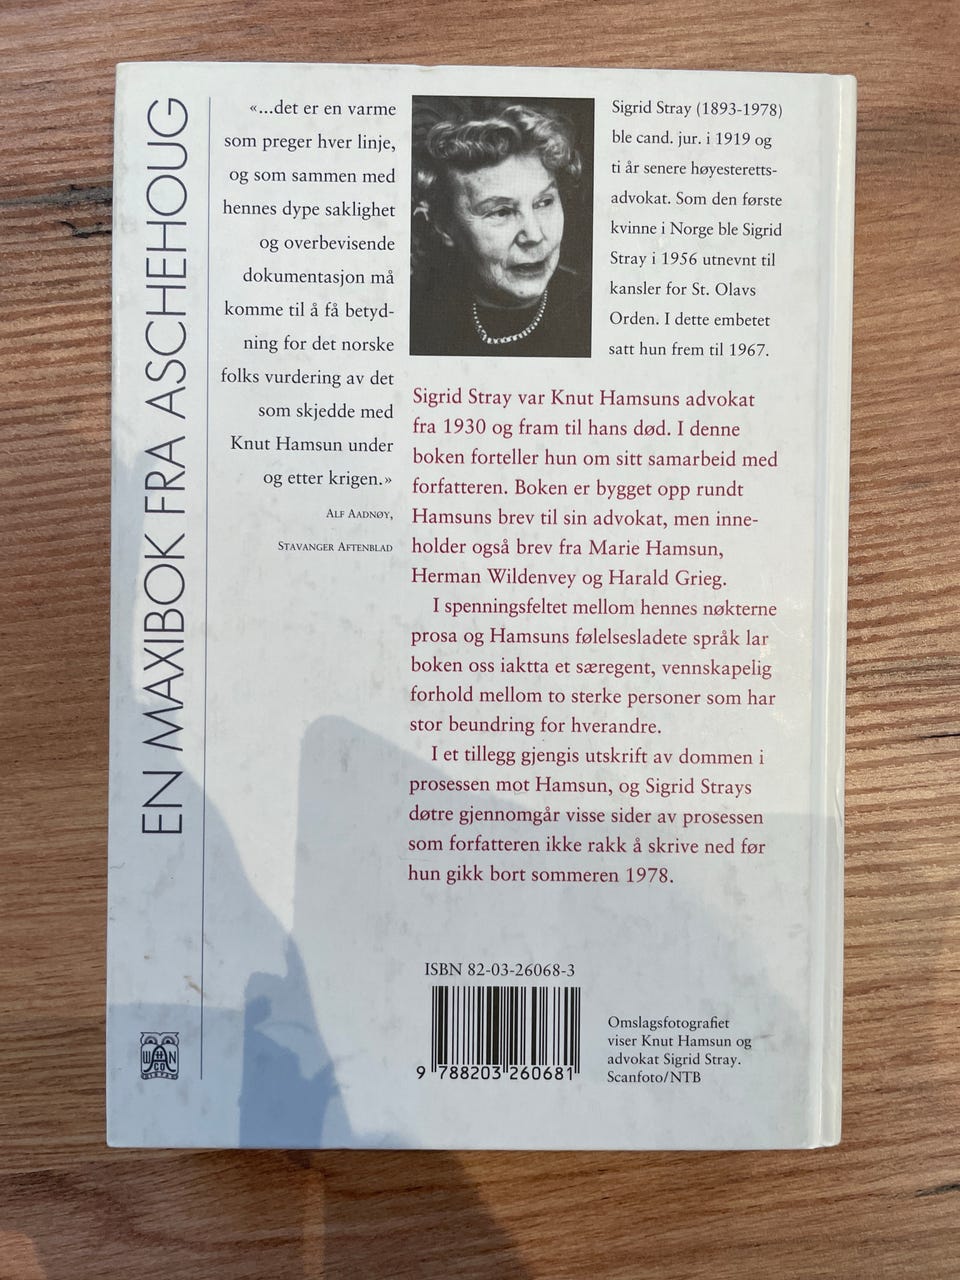 EN MAXIBOK FRA ASCHEHOUG
«...det er en varme
som preger hver linje,
og som sammen med
hennes dype saklighet
og overbevisende
dokumentasjon må
komme til å få betyd-
ning for det norske
folks vurdering av det
som skjedde med
Knut Hamsun under
og etter krigen.»
ALF AADNØY,
STAVANGER AFTENBLAD
Sigrid Stray (1893-1978)
ble cand. jur. i 1919 og
ti år senere høyesteretts-
advokat. Som den første
kvinne i Norge ble Sigrid
Stray i 1956 utnevnt til
kansler for St. Olavs
Orden. I dette embetet
satt hun frem til 1967.
Sigrid Stray var Knut Hamsuns advokat
fra 1930 og fram til hans død. I denne
boken forteller hun om sitt samarbeid med
forfatteren. Boken er bygget opp rundt
Hamsuns brev til sin advokat, men inne-
holder også brev fra Marie Hamsun,
Herman Wildenvey og Harald Grieg.
I spenningsfeltet mellom hennes nøkterne
prosa og Hamsuns følelsesladete språk lar
boken oss iaktta et særegent, vennskapelig
forhold mellom to sterke personer som har
stor beundring for hverandre.
I et tillegg gjengis utskrift av dommen i
prosessen mot Hamsun, og Sigrid Strays
døtre gjennomgår visse sider av prosessen
som forfatteren ikke rakk å skrive ned før
hun gikk bort sommeren 1978.
ISBN 82-03-26068-3
9 788203 260681
Omslagsfotografiet
viser Knut Hamsun og
advokat Sigrid Stray.
Scanfoto/NTB